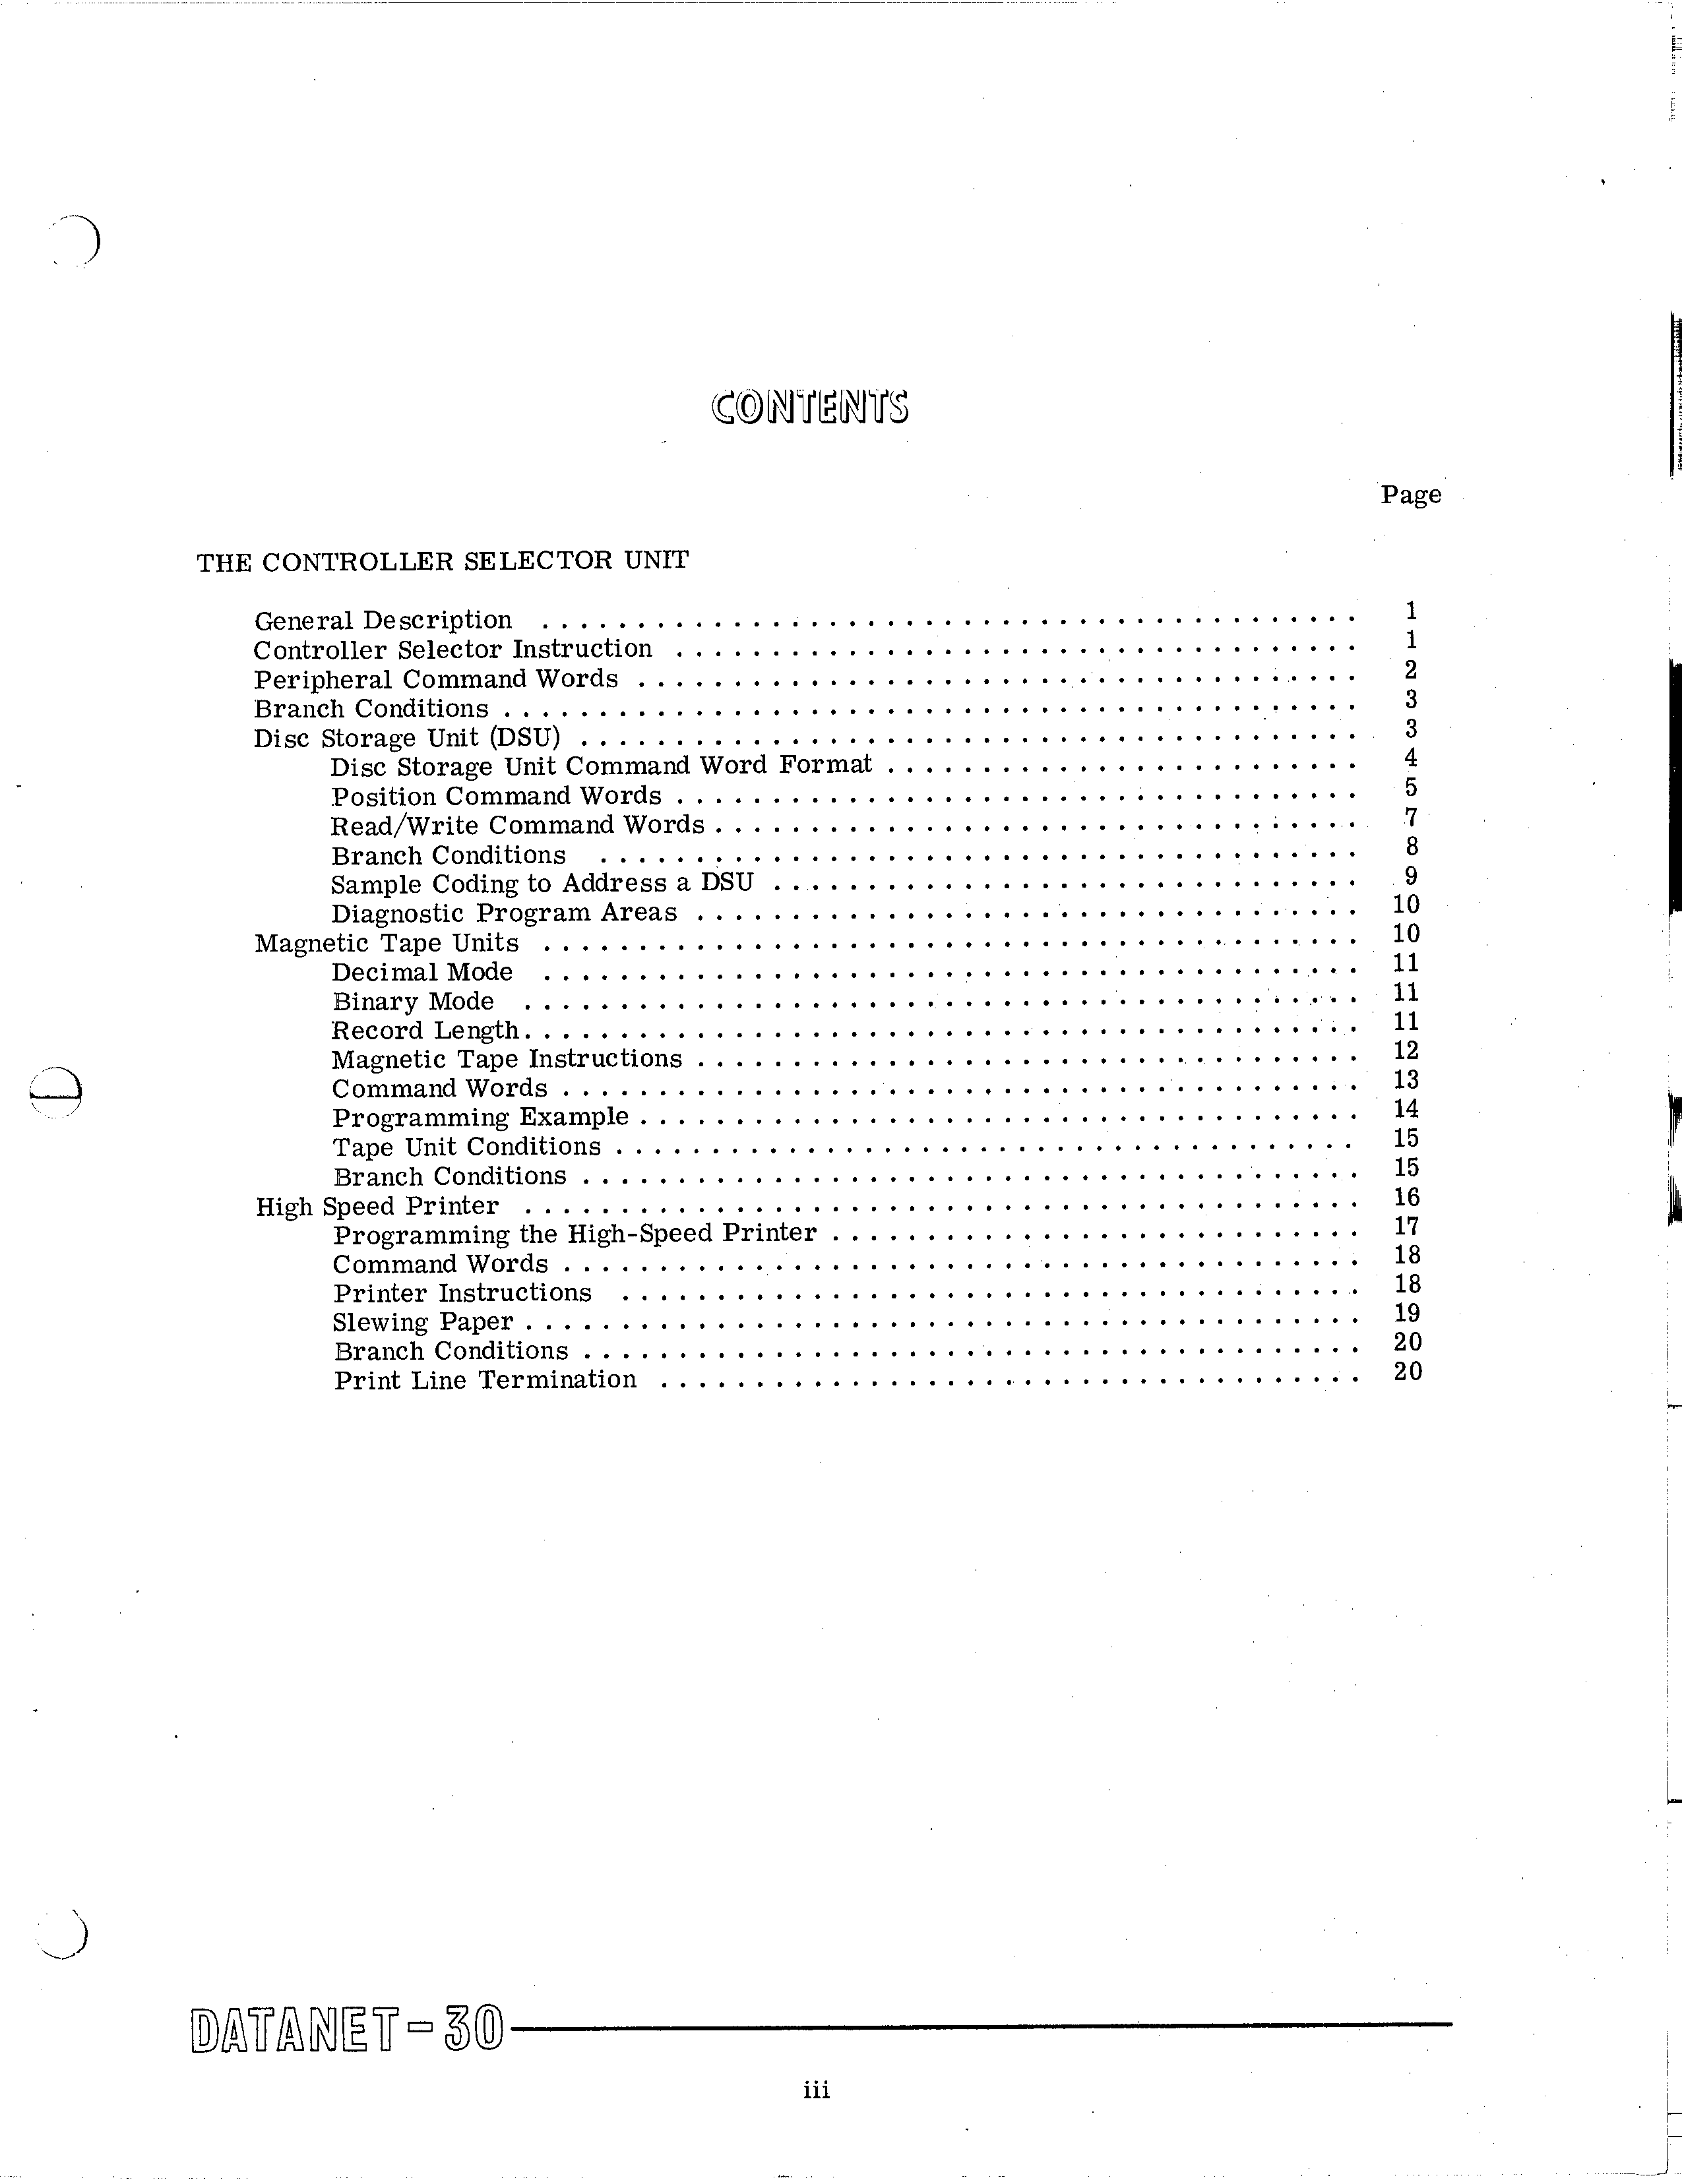 CONTENTS
Page
THE CONTROLLER SELECTOR UNIT
General Description . . . . . . . . . . . . . . . . . . . . . . . . . . . . . . . . . . . . . . . . . . . 1
Controller Selector Instruction . . . . . . . . . . . . . . . . . . . . . . . . . . . . . . . . . . . . 1
Peripheral Command Words . . . . . . . . . . . . . . . . . . . . . . . . . . . . . . . . . . . . . . 2
Branch Conditions . . . . . . . . . . . . . . . . . . . . . . . . . . . . . . . . . . . . . . . . . . . . . 3
Disc Storage Unit (DSU) . . . . . . . . . . . . . . . . . . . . . . . . . . . . . . . . . . . . . . . . . 3
Disc Storage Unit Command Word Format . . . . . . . . . . . . . . . . . . . . . . . . . 4
Position Command Words . . . . . . . . . . . . . . . . . . . . . . . . . . . . . . . . . . . . 5
Read/Write Command Words . . . . . . . . . . . . . . . . . . . . . . . . . . . . . . . . . . 7
Branch Conditions . . . . . . . . . . . . . . . . . . . . . . . . . . . . . . . . . . . . . . . . 8
Sample Coding to Address a DSU . . . . . . . . . . . . . . . . . . . . . . . . . . . . . . . 9
Diagnostic Program Areas . . . . . . . . . . . . . . . . . . . . . . . . . . . . . . . . . . . 10
Magnetic Tape Units . . . . . . . . . . . . . . . . . . . . . . . . . . . . . . . . . . . . . . . . . . . 10
Decimal Mode . . . . . . . . . . . . . . . . . . . . . . . . . . . . . . . . . . . . . . . . . . . 11
Binary Mode . . . . . . . . . . . . . . . . . . . . . . . . . . . . . . . . . . . . . . . . . . . . 11
Record Length. . . . . . . . . . . . . . . . . . . . . . . . . . . . . . . . . . . . . . . . . . . . 11
Magnetic Tape Instructions . . . . . . . . . . . . . . . . . . . . . . . . . . . . . . . . . . . 12
Command Words . . . . . . . . . . . . . . . . . . . . . . . . . . . . . . . . . . . . . . . . . . 13
Programming Example . . . . . . . . . . . . . . . . . . . . . . . . . . . . . . . . . . . . . . 14
Tape Unit Conditions . . . . . . . . . . . . . . . . . . . . . . . . . . . . . . . . . . . . . . . 15
Branch Conditions . . . . . . . . . . . . . . . . . . . . . . . . . . . . . . . . . . . . . . . . . 15
High Speed Printer . . . . . . . . . . . . . . . . . . . . . . . . . . . . . . . . . . . . . . . . . . . . 16
Programming the High-Speed Printer . . . . . . . . . . . . . . . . . . . . . . . . . . . . 17
Command Words . . . . . . . . . . . . . . . . . . . . . . . . . . . . . . . . . . . . . . . . . . 18
Printer Instructions . . . . . . . . . . . . . . . . . . . . . . . . . . . . . . . . . . . . . . . 18
Slewing Paper . . . . . . . . . . . . . . . . . . . . . . . . . . . . . . . . . . . . . . . . . . . . 19
Branch Conditions . . . . . . . . . . . . . . . . . . . . . . . . . . . . . . . . . . . . . . . . . 20
Print Line Termination . . . . . . . . . . . . . . . . . . . . . . . . . . . . . . . . . . . . . 20
DATANET-30
iii